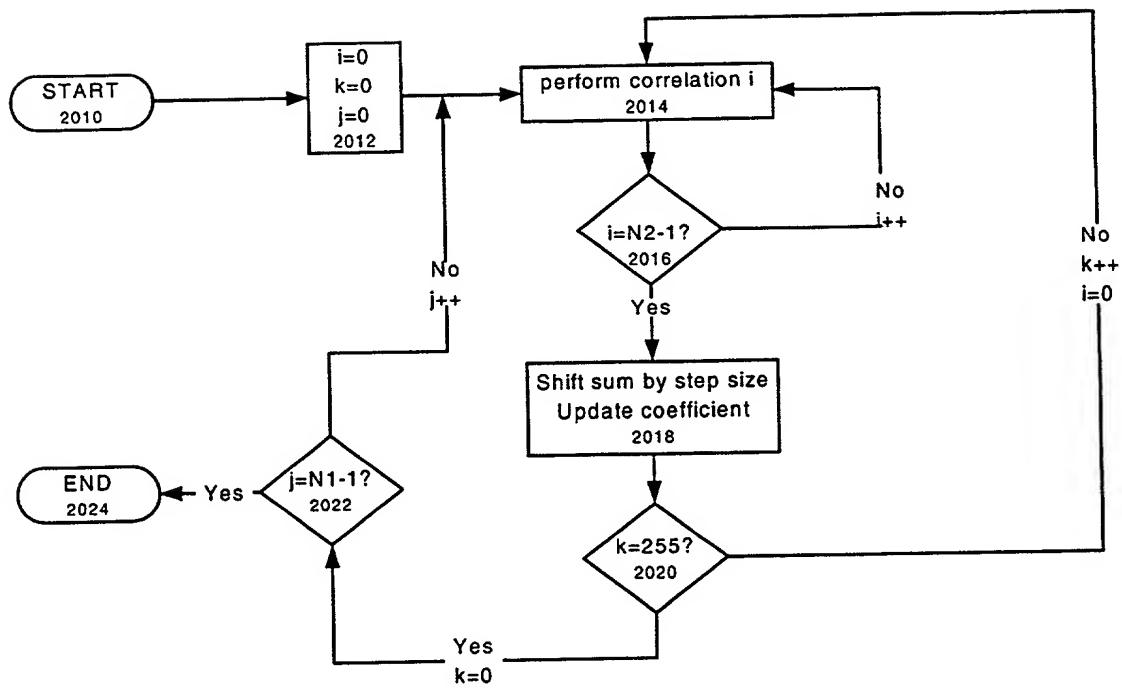 START
2010
i=0
k=0
j=0
2012
perform correlation i
2014
i=N2-1?
2016
No
i++
Yes
No
k++
i=0
Shift sum by step size
Update coefficient
2018
k=255?
2020
Yes
k=0
j=N1-1?
2022
No
j++
Yes
END
2024